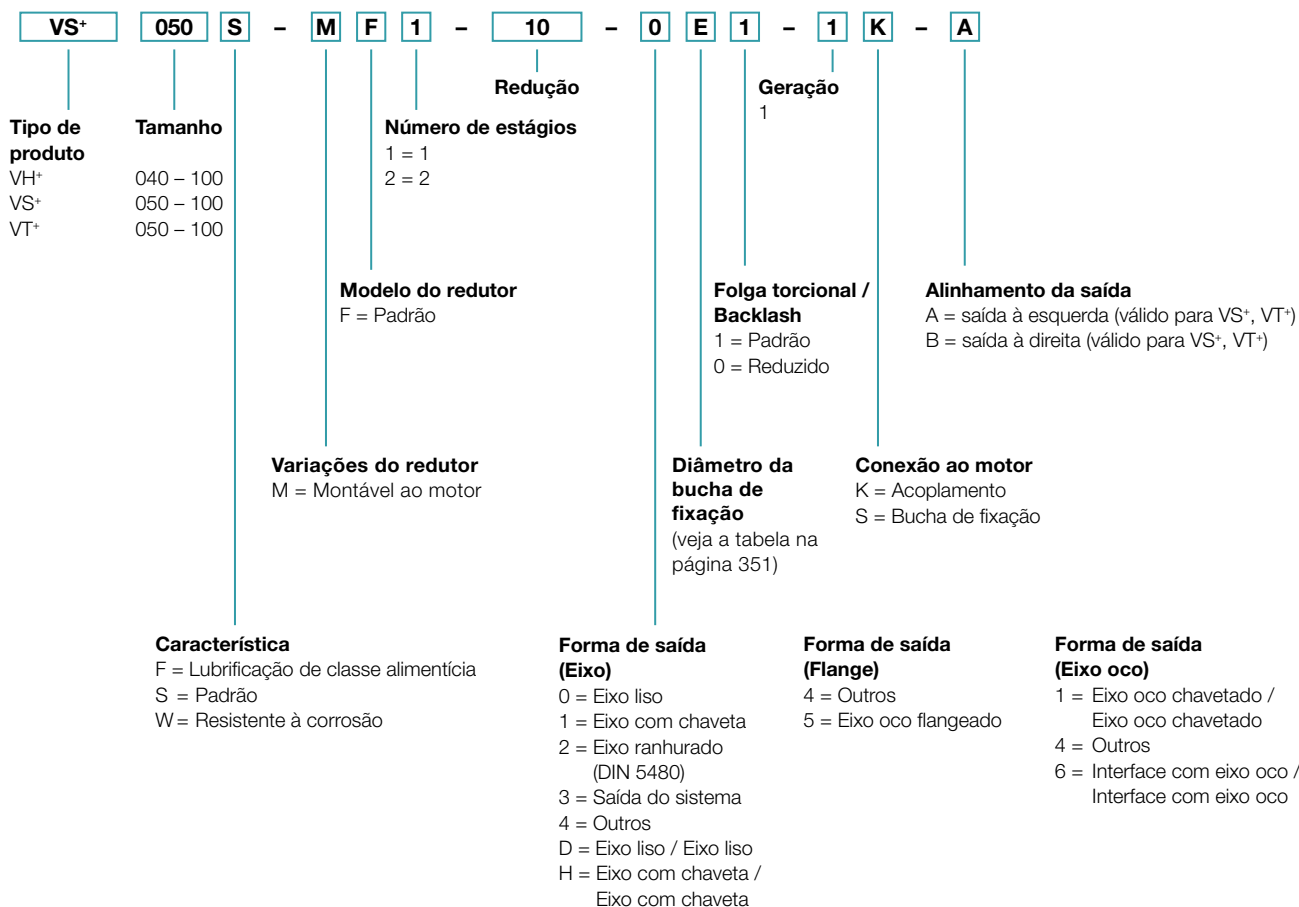 VS+ 050 S – M F 1 – 10 – 0 E 1 – 1 K – A
Redução
Geração
1
Tipo de
produto
VH+
VS+
VT+
Tamanho
040 – 100
050 – 100
050 – 100
Número de estágios
1 = 1
2 = 2
Modelo do redutor
F = Padrão
Folga torcional /
Backlash
1 = Padrão
0 = Reduzido
Alinhamento da saída
A = saída à esquerda (válido para VS+, VT+)
B = saída à direita (válido para VS+, VT+)
Variações do redutor
M = Montável ao motor
Diâmetro da
bucha de
fixação
(veja a tabela na
página 351)
Conexão ao motor
K = Acoplamento
S = Bucha de fixação
Característica
F = Lubrificação de classe alimentícia
S = Padrão
W = Resistente à corrosão
Forma de saída
(Eixo)
0 = Eixo liso
1 = Eixo com chaveta
2 = Eixo ranhurado
(DIN 5480)
3 = Saída do sistema
4 = Outros
D = Eixo liso / Eixo liso
H = Eixo com chaveta /
Eixo com chaveta
Forma de saída
(Flange)
4 = Outros
5 = Eixo oco flangeado
Forma de saída
(Eixo oco)
1 = Eixo oco chavetado /
Eixo oco chavetado
4 = Outros
6 = Interface com eixo oco /
Interface com eixo oco